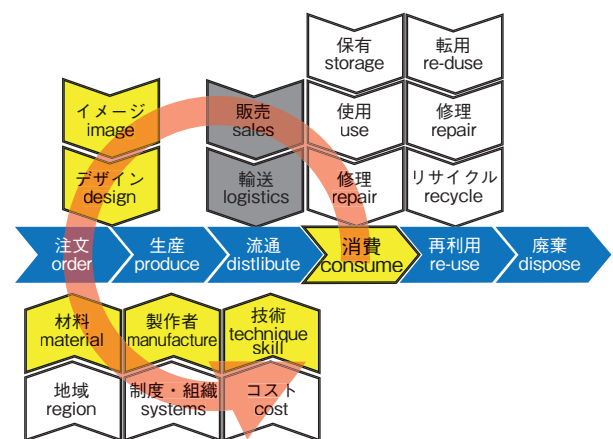 保有
storage
転用
re-duse
イメージ
image
販売
sales
使用
use
修理
repair
デザイン
design
輸送
logistics
修理
repair
リサイクル
recycle
注文
order
生産
produce
流通
distlibute
消費
consume
再利用
re-use
廃棄
dispose
材料
material
製作者
manufacture
技術
technique
skill
地域
region
制度・組織
systems
コスト
cost